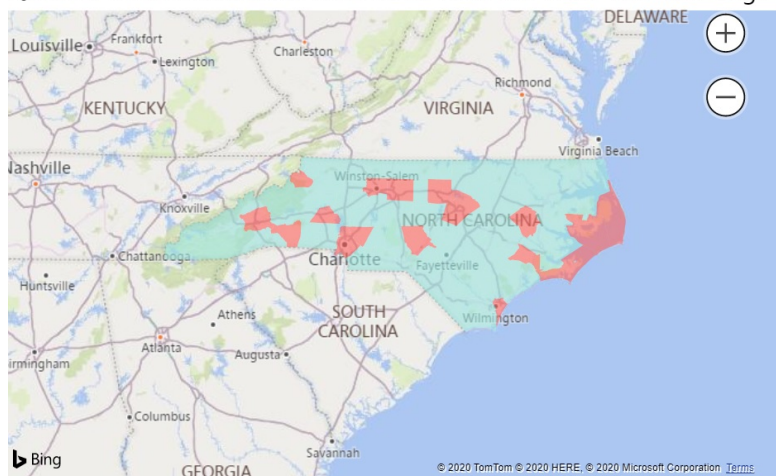 DELAWARE
Louisville
Frankfort
Lexington
Charleston
Richmond
KENTUCKY
VIRGINIA
Virginia Beach
Nashville
Winston-Salem
Knoxville
NORTH CAROLINA
Chattanooga
Charlotte
Fayetteville
Huntsville
Athens
SOUTH
CAROLINA
Wilmington
Atlanta
Augusta
irmingham
Columbus
Savannah
Bing
GEORGIA
© 2020 TomTom © 2020 HERE, © 2020 Microsoft Corporation Terms